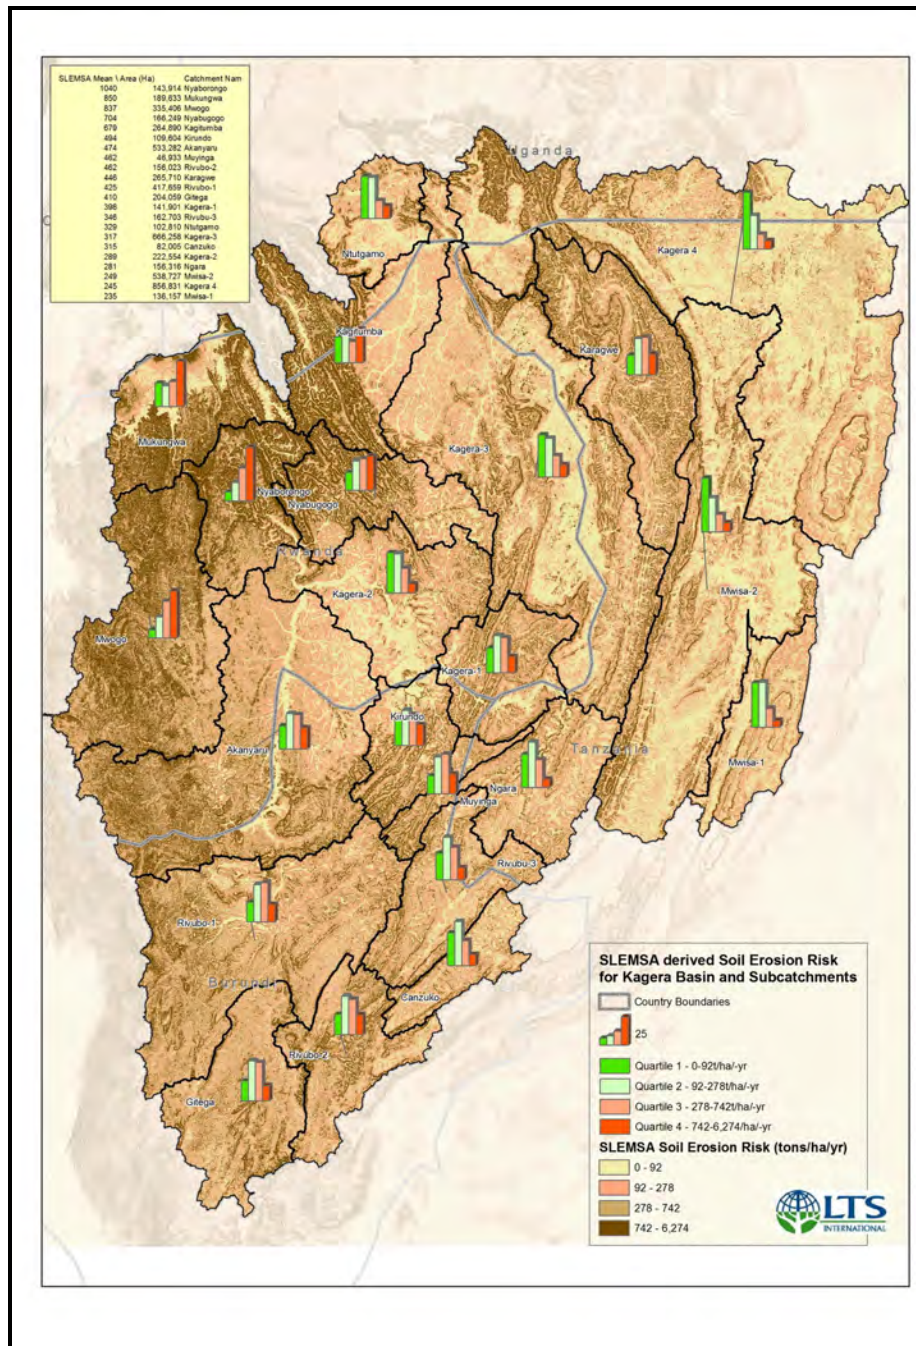 SLEMSA Mean \ Area (Ha) Catchment Nam
1040 143,914 Nyaborongo
850 189,633 Mukungwa
837 335,406 Mwogo
704 166,249 Nyabugogo
679 264,890 Kagitumba
494 109,604 Kirundo
474 533,282 Akanyaru
462 46,933 Muyinga
462 156,023 Rivubo-2
446 265,710 Karagwe
425 417,659 Rivubo-1
410 204,059 Gitega
398 141,901 Kagera-1
346 162,703 Rivubu-3
329 102,810 Ntutgamo
317 666,258 Kagera-3
315 82,005 Canzuko
289 222,554 Kagera-2
281 156,316 Ngara
249 538,727 Mwisa-2
245 856,831 Kagera 4
235 136,157 Mwisa-1
Uganda
Ntutgamo
Kagera 4
Kagitumba
Karagwe
Mukungwa
Kagera-3
Nyaborongo
Nyabugogo
Rwanda
Kagera-2
Mwisa-2
Mwogo
Kagera-1
Kirundo
Akanyaru
Tanzania
Mwisa-1
Ngara
Muyinga
Rivubu-3
Rivubo-1
Burundi
Canzuko
Rivubo-2
Gitega
SLEMSA derived Soil Erosion Risk
for Kagera Basin and Subcatchments
Country Boundaries
25
Quartile 1 - 0-92t/ha/-yr
Quartile 2 - 92-278t/ha/-yr
Quartile 3 - 278-742t/ha/-yr
Quartile 4 - 742-6,274/ha/-yr
SLEMSA Soil Erosion Risk (tons/ha/yr)
0 - 92
92 - 278
278 - 742
742 - 6,274
LTS
INTERNATIONAL